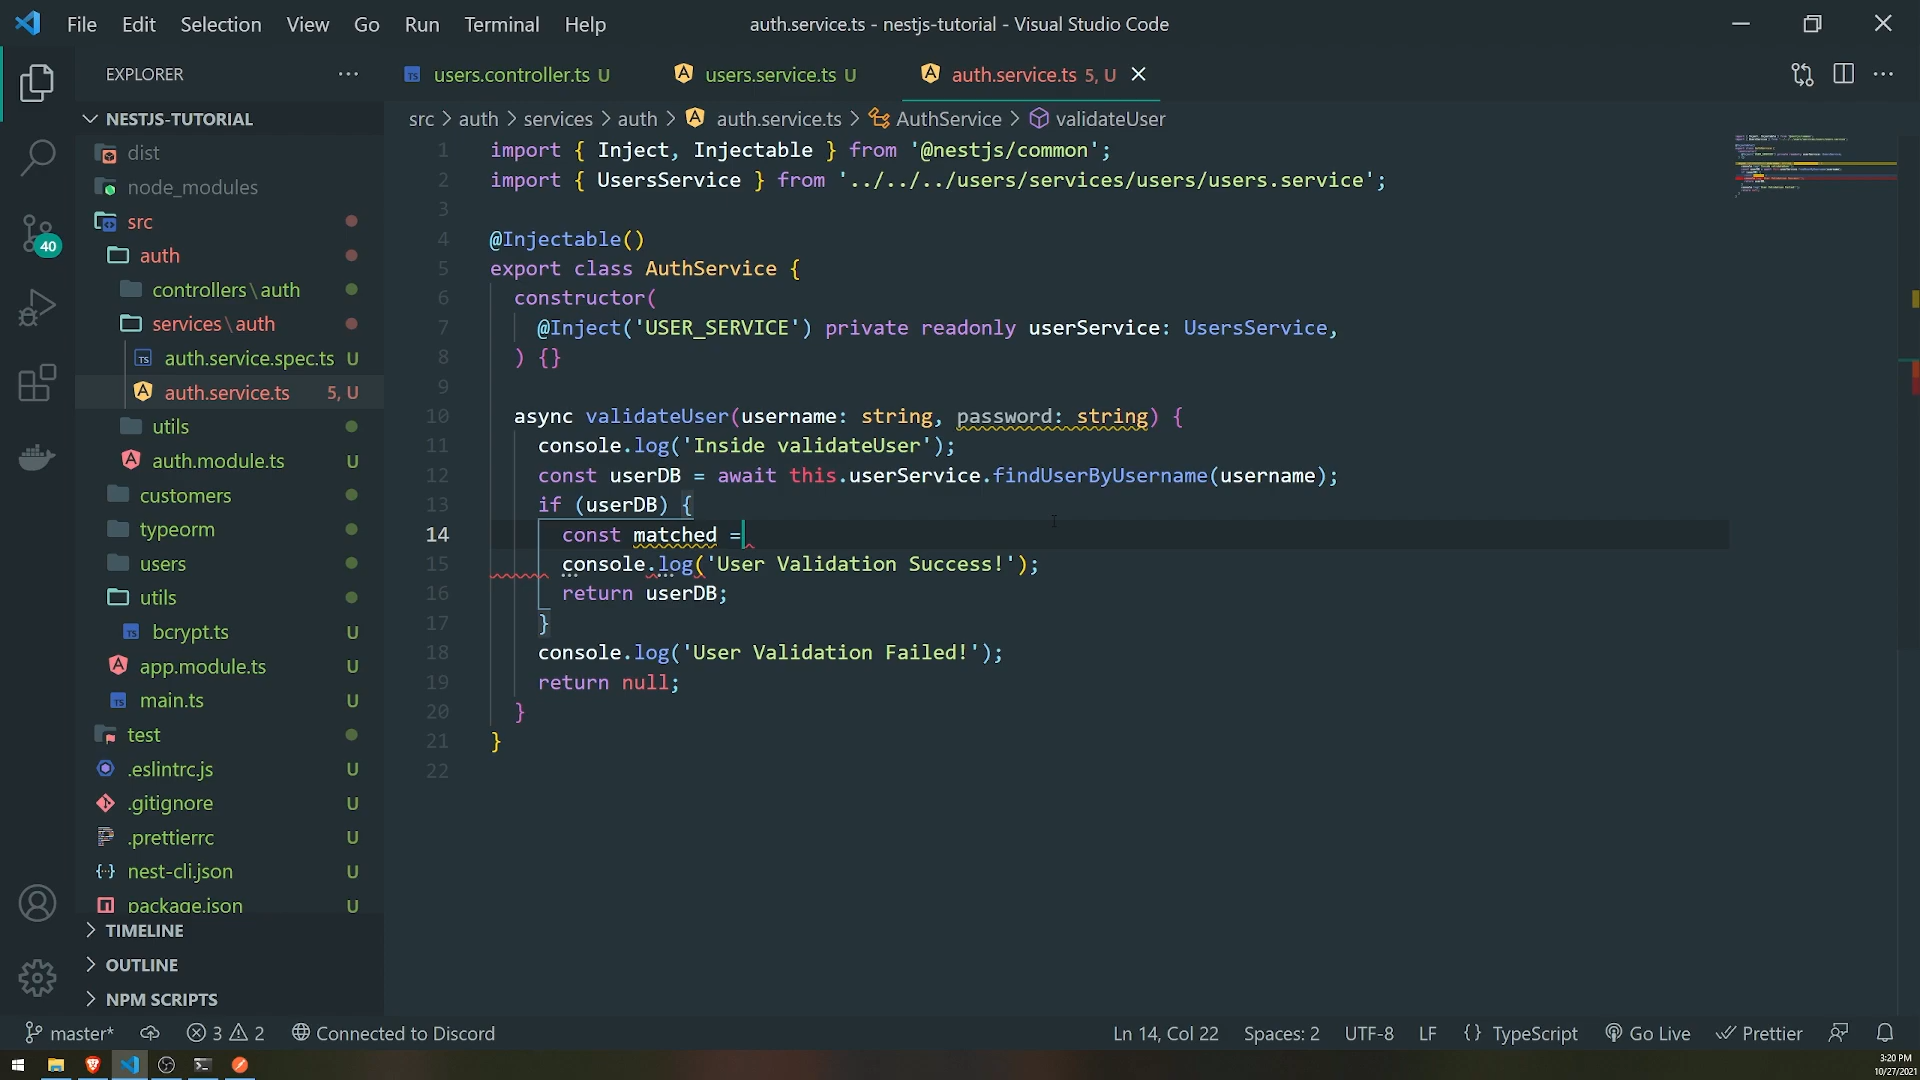 File Edit Selection View Go Run Terminal Help
auth.service.ts - nestjs-tutorial - Visual Studio Code
EXPLORER
users.controller.ts U
users.service.ts U
auth.service.ts 5, U
NESTJS-TUTORIAL
src > auth > services > auth > auth.service.ts > AuthService > validateUser
dist
node_modules
src
auth
controllers\auth
services\auth
auth.service.spec.ts U
auth.service.ts 5, U
utils
auth.module.ts U
customers
typeorm
users
utils
bcrypt.ts U
app.module.ts U
main.ts U
test
.eslintrc.js U
.gitignore U
.prettierrc U
nest-cli.json U
package.json U
TIMELINE
OUTLINE
NPM SCRIPTS
40
1 import { Inject, Injectable } from '@nestjs/common';
2 import { UsersService } from '../../../users/services/users/users.service';
3
4 @Injectable()
5 export class AuthService {
6 constructor(
7 @Inject('USER_SERVICE') private readonly userService: UsersService,
8 ) {}
9
10 async validateUser(username: string, password: string) {
11 console.log('Inside validateUser');
12 const userDB = await this.userService.findUserByUsername(username);
13 if (userDB) {
14 const matched =
15 console.log('User Validation Success!');
16 return userDB;
17 }
18 console.log('User Validation Failed!');
19 return null;
20 }
21 }
22
master* 3 2 Connected to Discord
Ln 14, Col 22 Spaces: 2 UTF-8 LF {} TypeScript Go Live Prettier
3:20 PM
10/27/2021